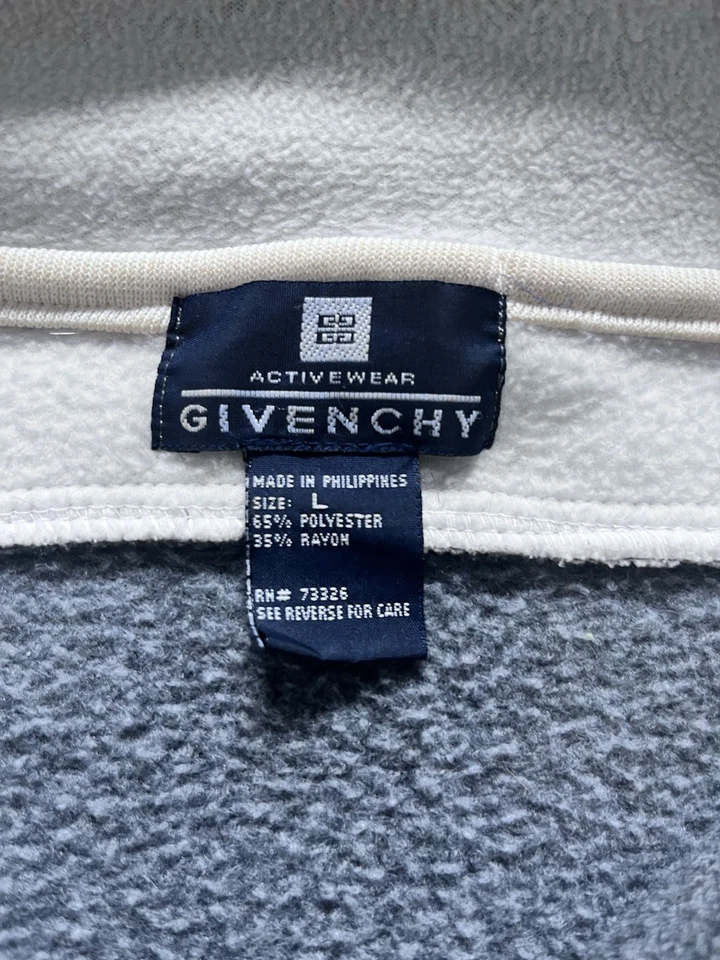 ACTIVEWEAR
GIVENCHY
MADE IN PHILIPPINES
SIZE: L
65% POLYESTER
35% RAYON
RN# 73326
SEE REVERSE FOR CARE